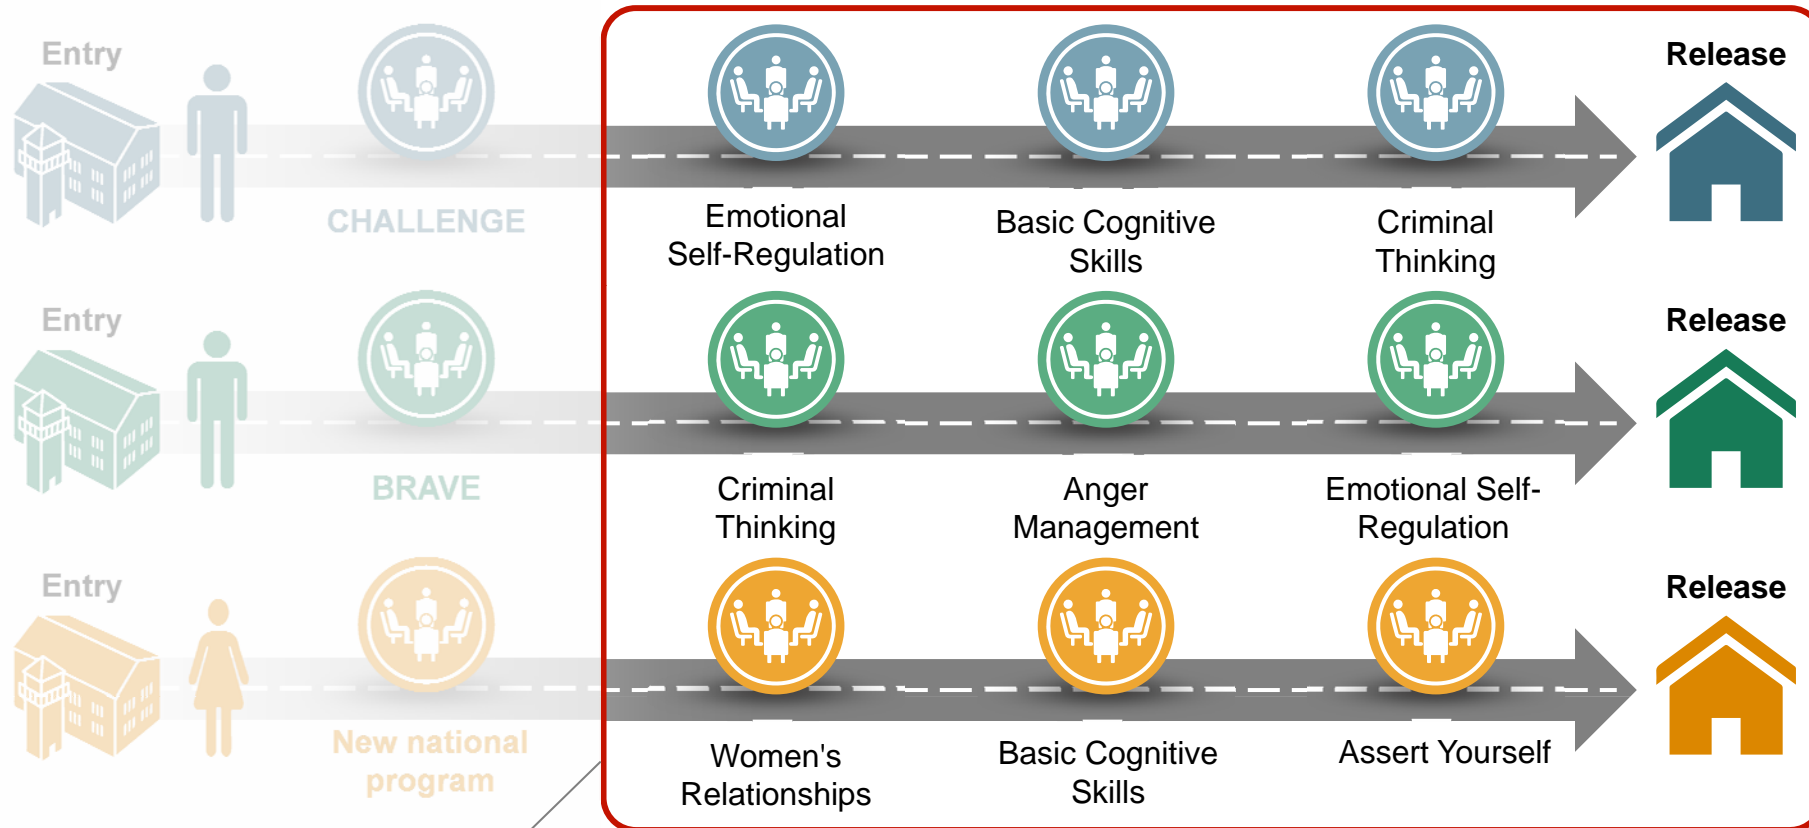 Entry
Release
CHALLENGE
Emotional
Self-Regulation
Basic Cognitive
Skills
Criminal
Thinking
Entry
Release
BRAVE
Criminal
Thinking
Anger
Management
Emotional Self-
Regulation
Entry
Release
New national
program
Women's
Relationships
Basic Cognitive
Skills
Assert Yourself